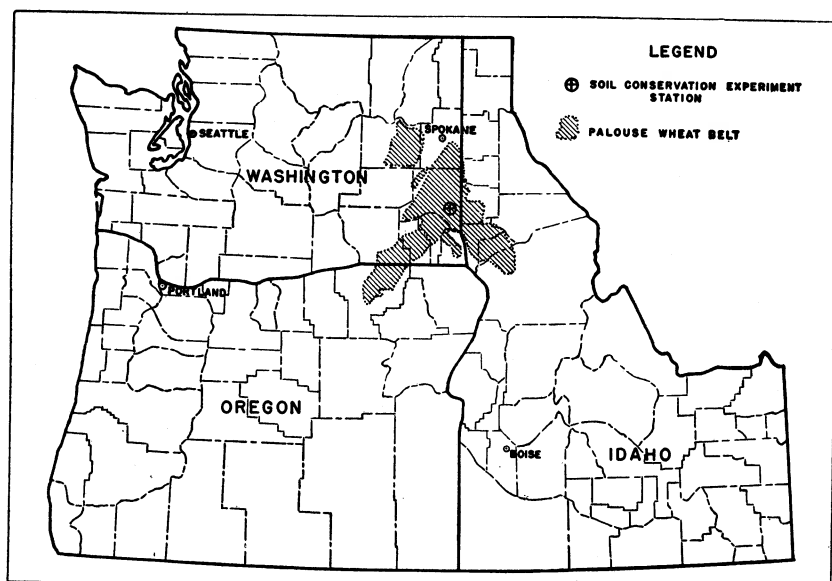 LEGEND
SOIL CONSERVATION EXPERIMENT
STATION
PALOUSE WHEAT BELT
SEATTLE
SPOKANE
WASHINGTON
PORTLAND
OREGON
BOISE
IDAHO